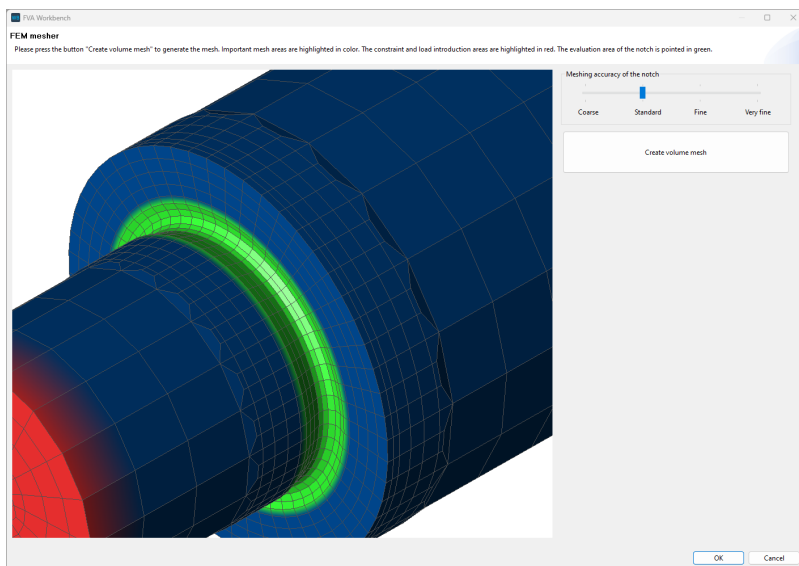 FVA Workbench
FEM mesher
Please press the button "Create volume mesh" to generate the mesh. Important mesh areas are highlighted in color. The constraint and load introduction areas are highlighted in red. The evaluation area of the notch is pointed in green.
Meshing accuracy of the notch
Coarse Standard Fine Very fine
Create volume mesh
OK Cancel